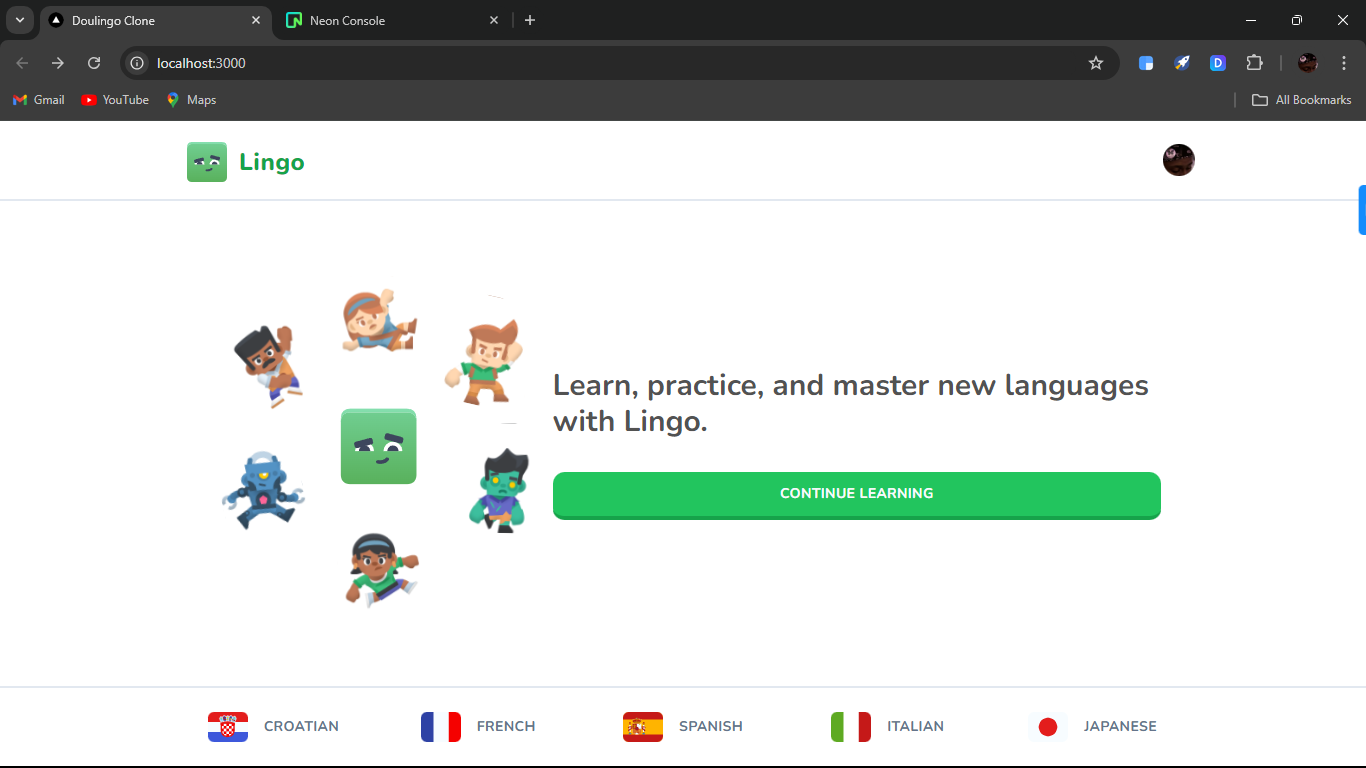 Doulingo Clone
Neon Console
localhost:3000
D
Gmail
YouTube
Maps
All Bookmarks
Lingo
Learn, practice, and master new languages
with Lingo.
CONTINUE LEARNING
CROATIAN
FRENCH
SPANISH
ITALIAN
JAPANESE